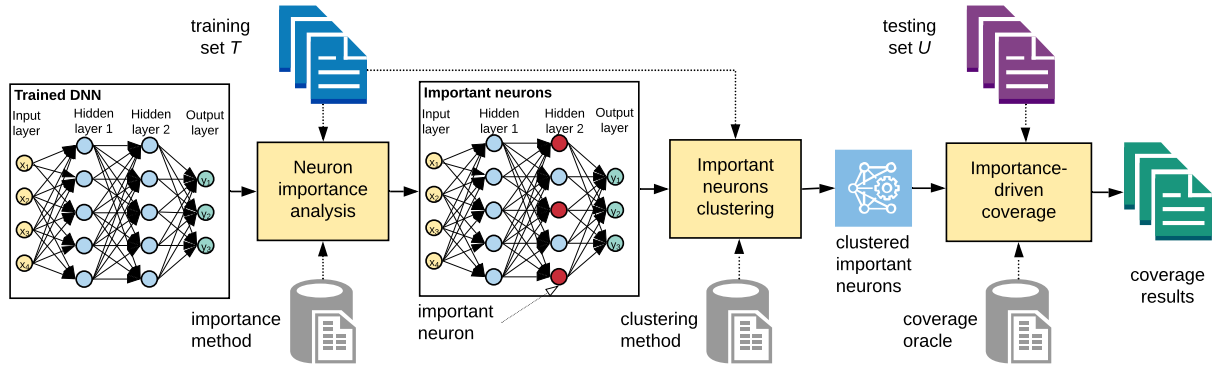 training
set T
testing
set U
Trained DNN
Input
layer
Hidden
layer 1
Hidden
layer 2
Output
layer
x1
x2
x3
x4
y1
y2
y3
Neuron
importance
analysis
importance
method
Important neurons
Input
layer
Hidden
layer 1
Hidden
layer 2
Output
layer
x1
x2
x3
x4
y1
y2
y3
important
neuron
Important
neurons
clustering
clustering
method
clustered
important
neurons
Importance-
driven
coverage
coverage
oracle
coverage
results